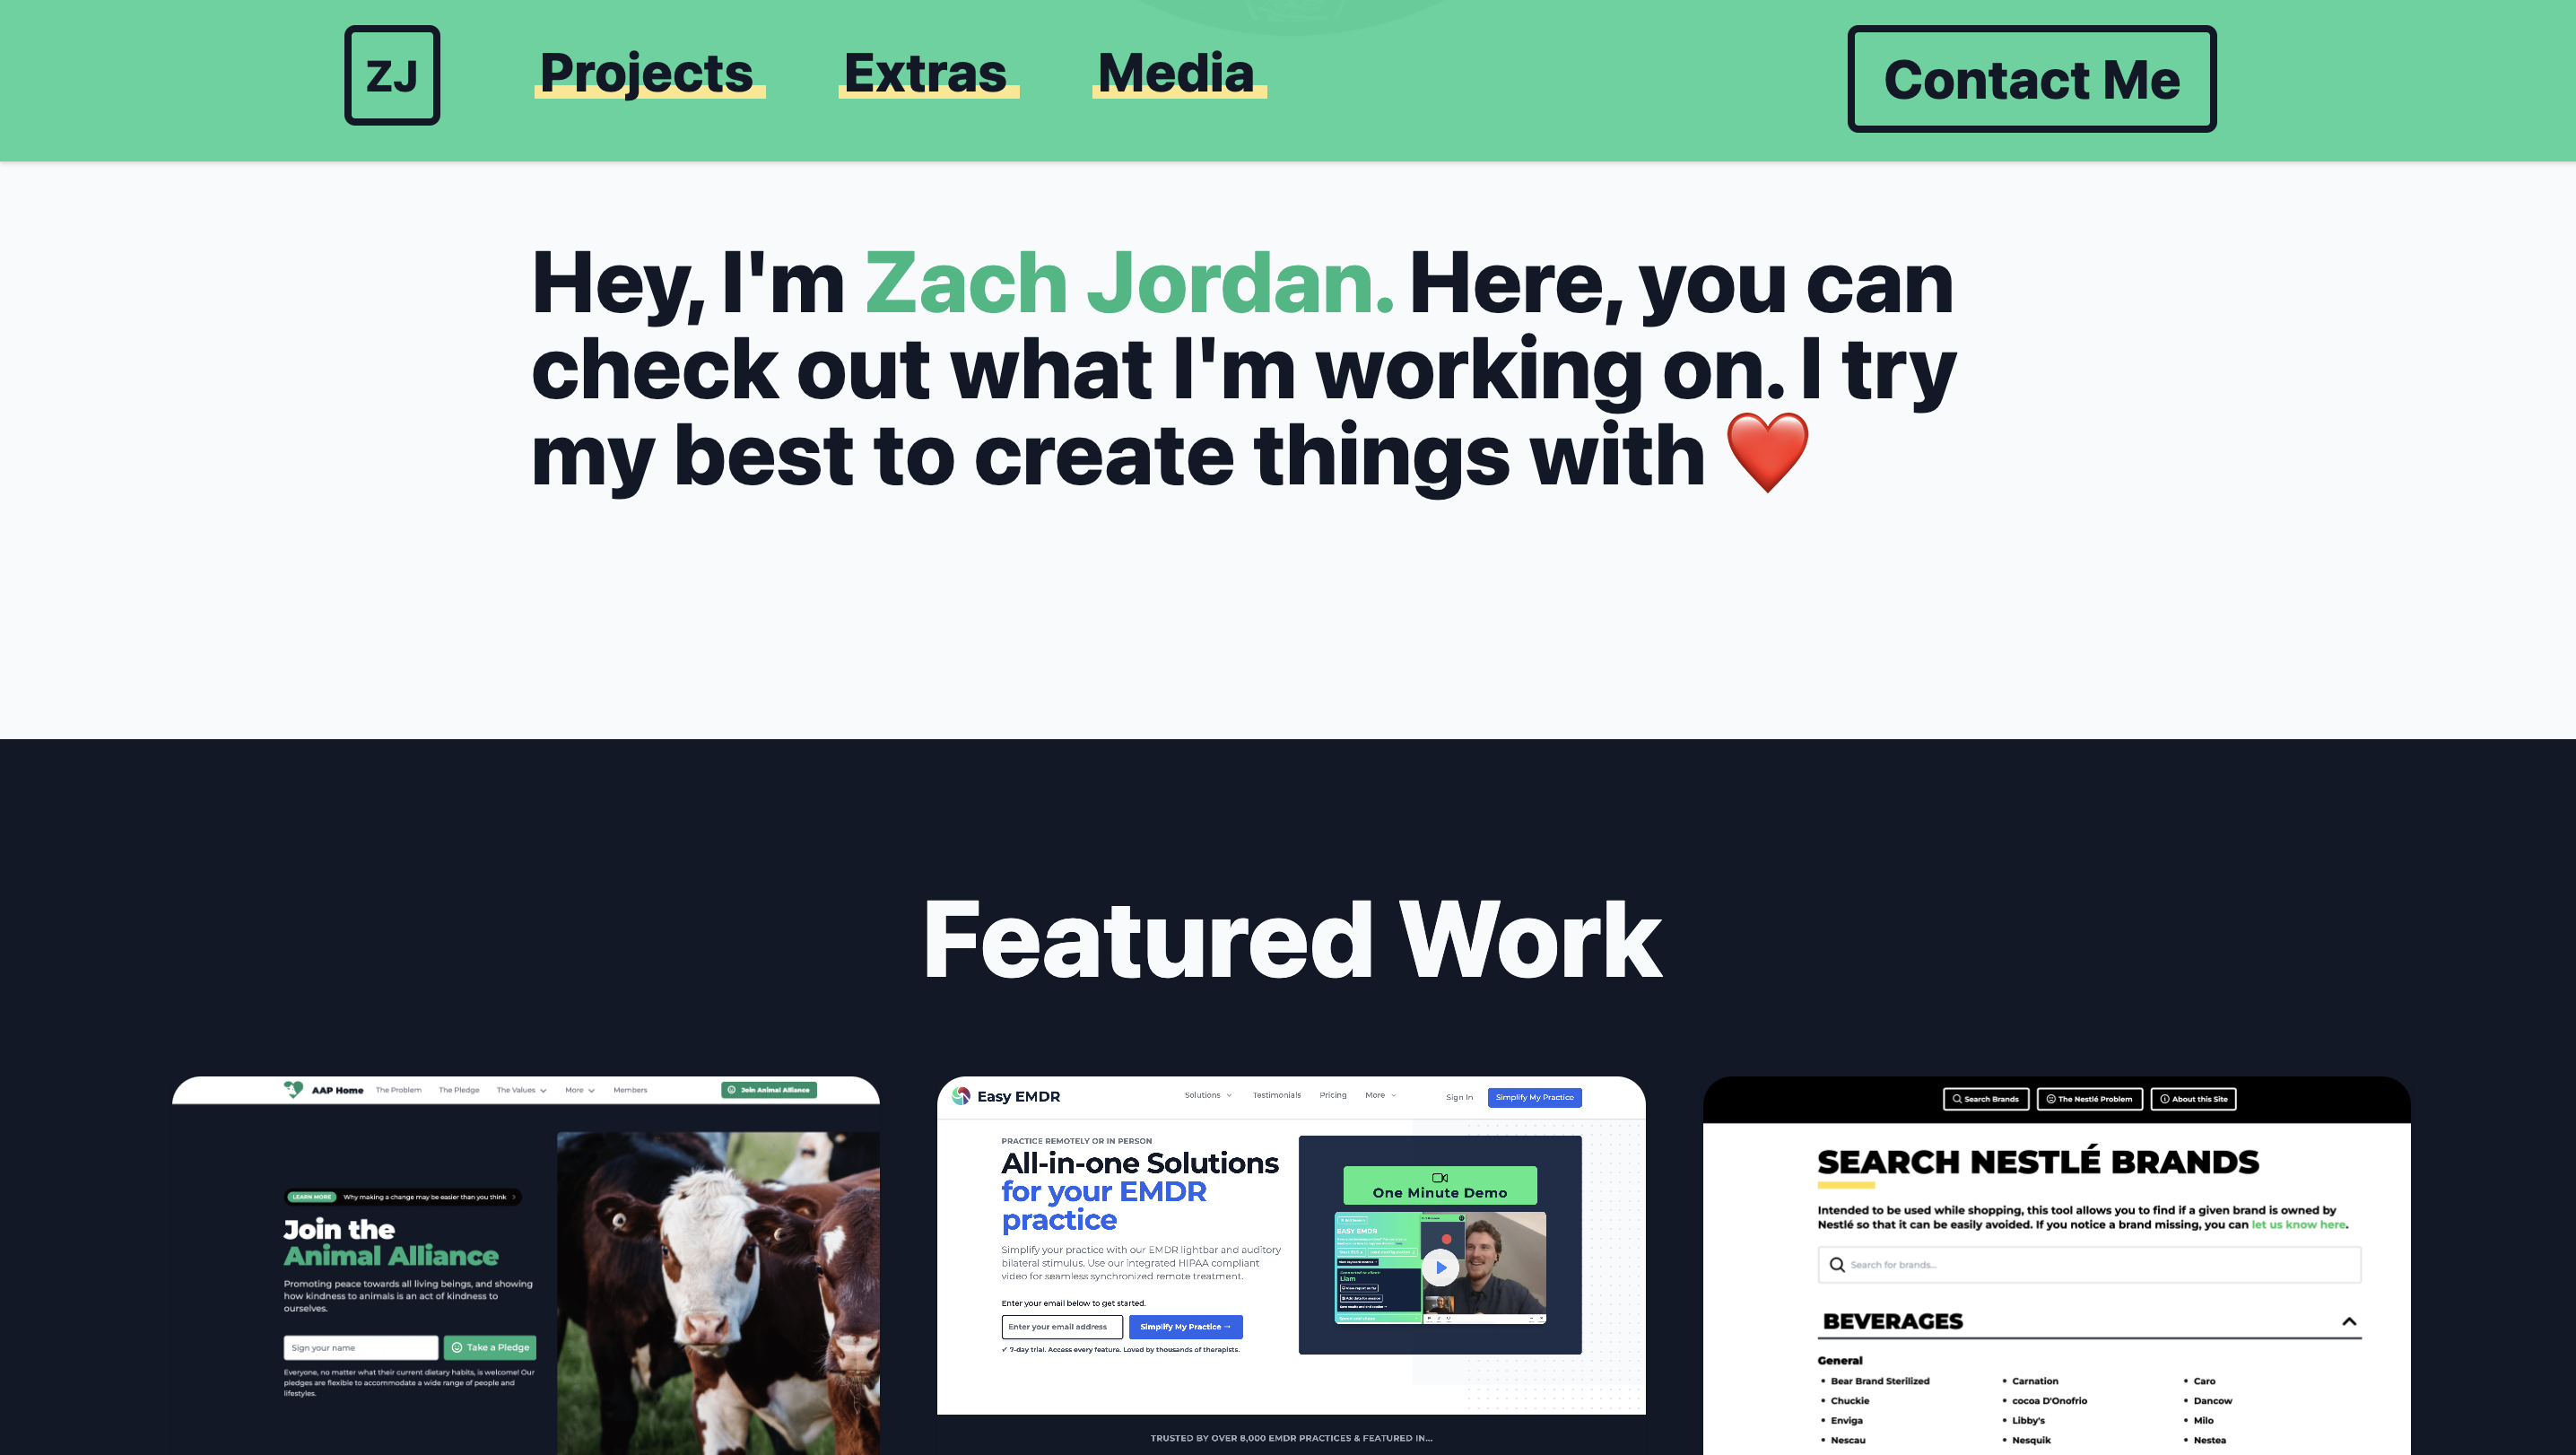 ZJ
Projects
Extras
Media
Contact Me
Hey, I'm Zach Jordan. Here, you can
check out what I'm working on. I try
my best to create things with ❤️
Featured Work
AAP Home
The Problem
The Pledge
The Values
More
Members
Join Animal Alliance
LEARN MORE Why making a change may be easier than you think
Join the
Animal Alliance
Promoting peace towards all living beings, and showing
how kindness to animals is an act of kindness to
ourselves.
Sign your name
Take a Pledge
Everyone, no matter what their current dietary habits, is welcome! Our
pledges are flexible to accommodate a wide range of people and
lifestyles.
Easy EMDR
Solutions
Testimonials
Pricing
More
Sign In
Simplify My Practice
PRACTICE REMOTELY OR IN PERSON
All-in-one Solutions
for your EMDR
practice
Simplify your practice with our EMDR lightbar and auditory
bilateral stimulus. Use our integrated HIPAA compliant
video for seamless synchronized remote treatment.
Enter your email below to get started.
Enter your email address
Simplify My Practice →
✓ 7-day trial. Access every feature. Loved by thousands of therapists.
One Minute Demo
EASY EMDR
Liam
TRUSTED BY OVER 8,000 EMDR PRACTICES & FEATURED IN...
Search Brands
The Nestlé Problem
About this Site
SEARCH NESTLÉ BRANDS
Intended to be used while shopping, this tool allows you to find if a given brand is owned by
Nestlé so that it can be easily avoided. If you notice a brand missing, you can let us know here.
Search for brands...
BEVERAGES
General
• Bear Brand Sterilized
• Carnation
• Caro
• Chuckie
• cocoa D'Onofrio
• Dancow
• Enviga
• Libby's
• Milo
• Nescau
• Nesquik
• Nestea